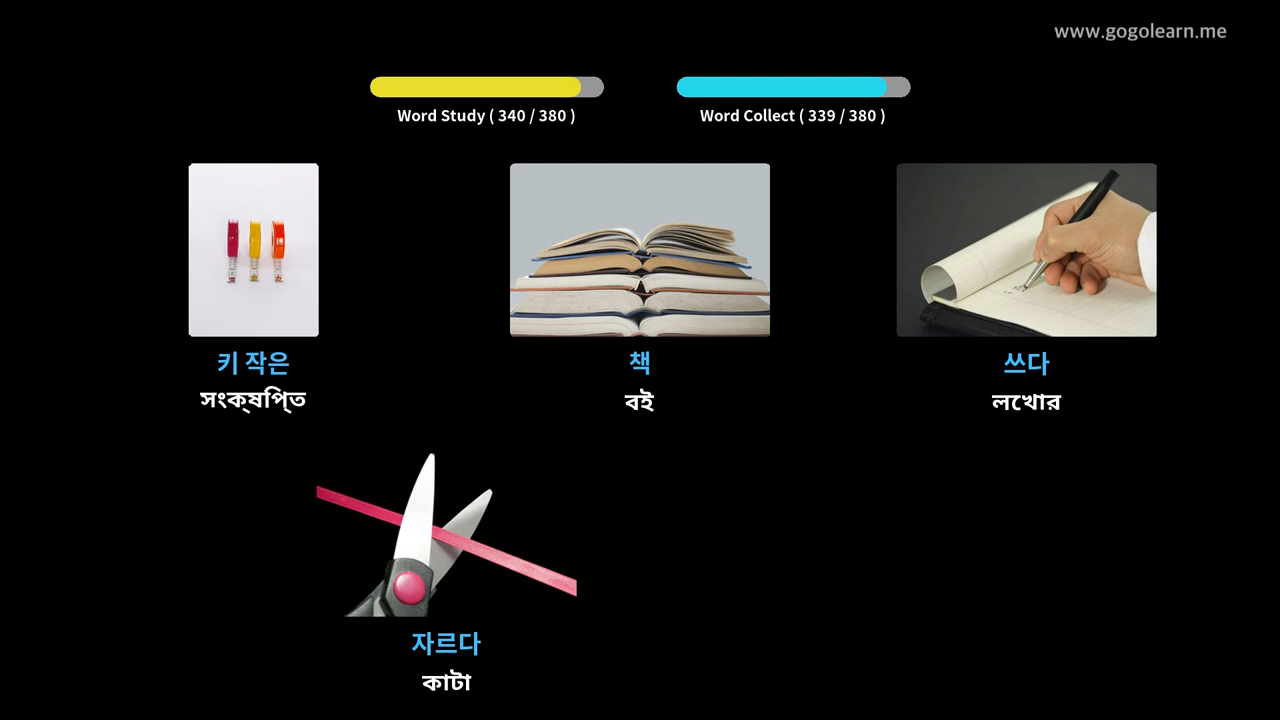 www.gogolearn.me
Word Study ( 340 / 380 )
Word Collect ( 339 / 380 )
키 작은
책
쓰다
সংক্ষিপ্ত
বই
লেখার
자르다
কাটা